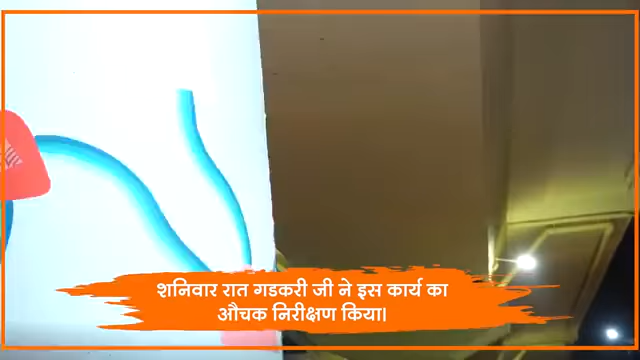 शनिवार रात गडकरी जी ने इस कार्य का
औचक निरीक्षण किया।